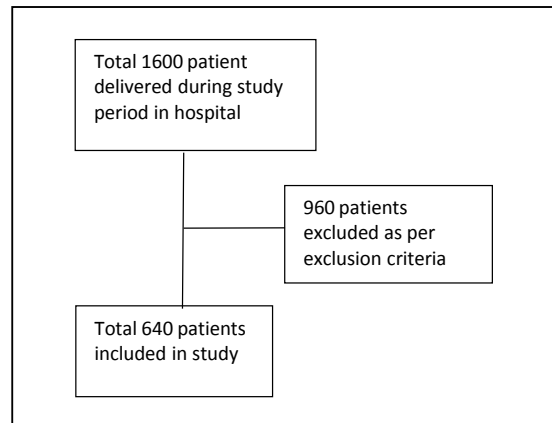 Total 1600 patient
delivered during study
period in hospital
960 patients
excluded as per
exclusion criteria
Total 640 patients
included in study